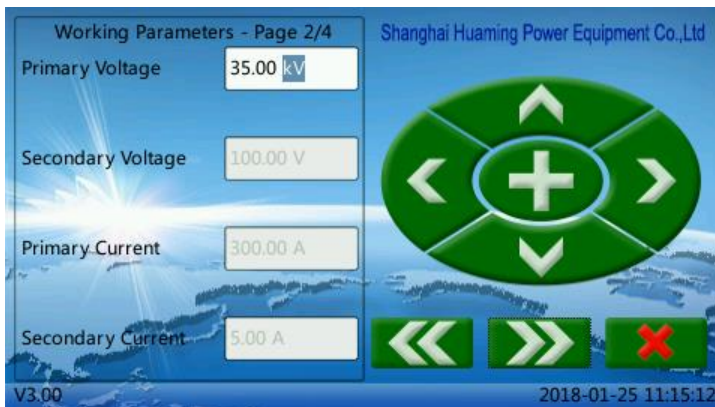 Working Parameters - Page 2/4
Shanghai Huaming Power Equipment Co.,Ltd
Primary Voltage 35.00 kV
Secondary Voltage 100.00 V
Primary Current 300.00 A
Secondary Current 5.00 A
V3.00
2018-01-25 11:15:12